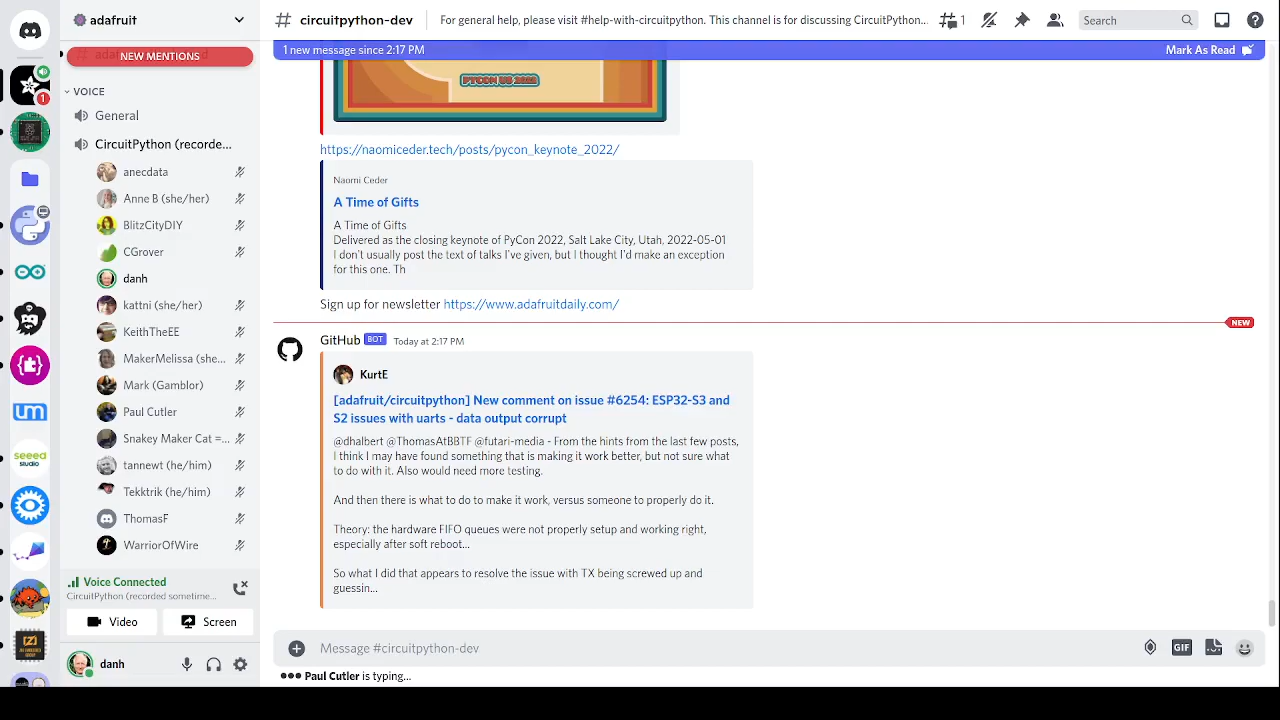 adafruit
NEW MENTIONS
VOICE
General
CircuitPython (recorde...
anecdata
Anne B (she/her)
BlitzCityDIY
CGrover
danh
kattni (she/her)
KeithTheEE
MakerMelissa (she...
Mark (Gamblor)
Paul Cutler
Snakey Maker Cat =...
tannewt (he/him)
Tekktrik (he/him)
ThomasF
WarriorOfWire
Voice Connected
CircuitPython (recorded sometime...
Video
Screen
danh
1
um
seeed
studio
# circuitpython-dev
For general help, please visit #help-with-circuitpython. This channel is for discussing CircuitPython...
1
Search
1 new message since 2:17 PM
Mark As Read
PYCON US 2022
https://naomiceder.tech/posts/pycon_keynote_2022/
Naomi Ceder
A Time of Gifts
A Time of Gifts
Delivered as the closing keynote of PyCon 2022, Salt Lake City, Utah, 2022-05-01
I don't usually post the text of talks I've given, but I thought I'd make an exception
for this one. Th
Sign up for newsletter https://www.adafruitdaily.com/
NEW
GitHub BOT Today at 2:17 PM
KurtE
[adafruit/circuitpython] New comment on issue #6254: ESP32-S3 and
S2 issues with uarts - data output corrupt
@dhalbert @ThomasAtBBTF @futari-media - From the hints from the last few posts,
I think I may have found something that is making it work better, but not sure what
to do with it. Also would need more testing.
And then there is what to do to make it work, versus someone to properly do it.
Theory: the hardware FIFO queues were not properly setup and working right,
especially after soft reboot...
So what I did that appears to resolve the issue with TX being screwed up and
guessin...
Message #circuitpython-dev
GIF
Paul Cutler is typing...